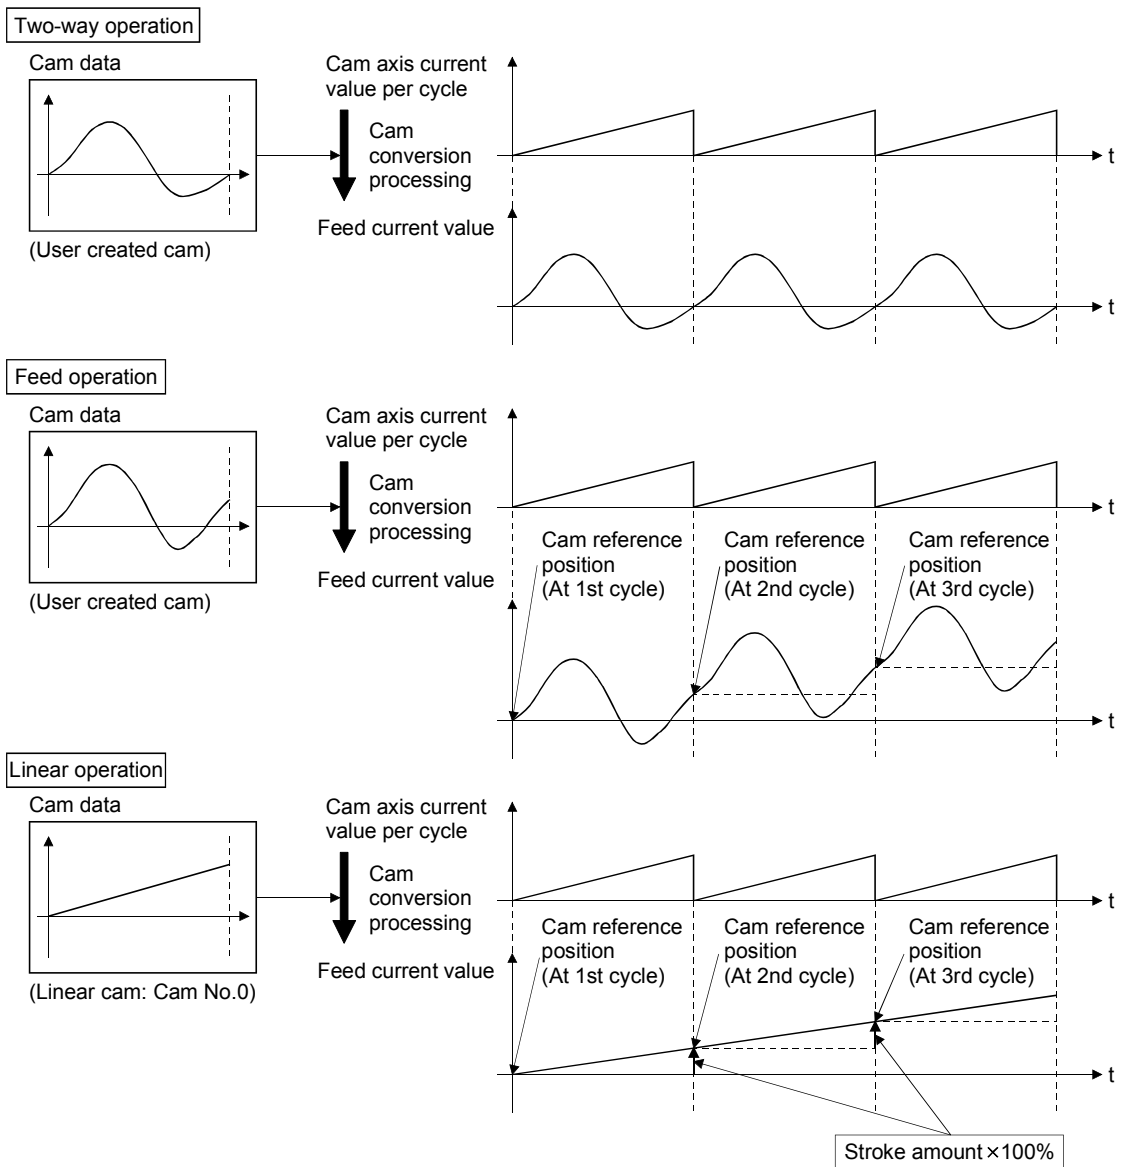 Two-way operation
Cam data
(User created cam)
Cam axis current
value per cycle
Cam
conversion
processing
Feed current value
t
t
Feed operation
Cam data
(User created cam)
Cam axis current
value per cycle
Cam
conversion
processing
Feed current value
t
Cam reference
position
(At 1st cycle)
Cam reference
position
(At 2nd cycle)
Cam reference
position
(At 3rd cycle)
t
Linear operation
Cam data
(Linear cam: Cam No.0)
Cam axis current
value per cycle
Cam
conversion
processing
Feed current value
t
Cam reference
position
(At 1st cycle)
Cam reference
position
(At 2nd cycle)
Cam reference
position
(At 3rd cycle)
t
Stroke amount ×100%